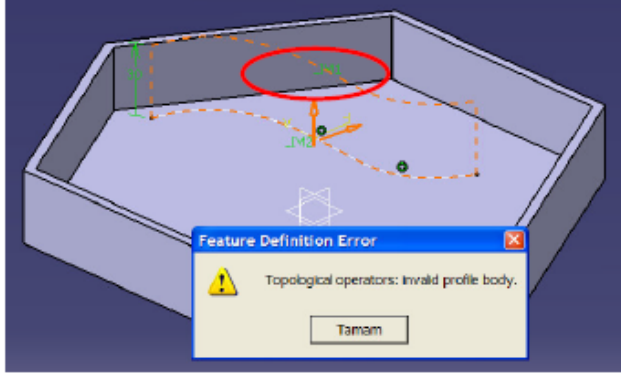 Feature Definition Error
Topological operators: invalid profile body.
Tamam